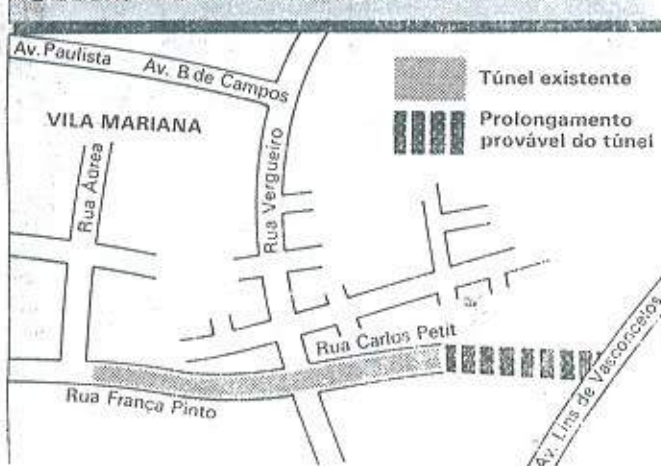 Av. Paulista
Av. B de Campos
Túnel existente
Prolongamento
provável do túnel
VILA MARIANA
Rua Áurea
Rua Vergueiro
Rua Carlos Petit
Rua França Pinto
Av. Lins de Vasconcelos